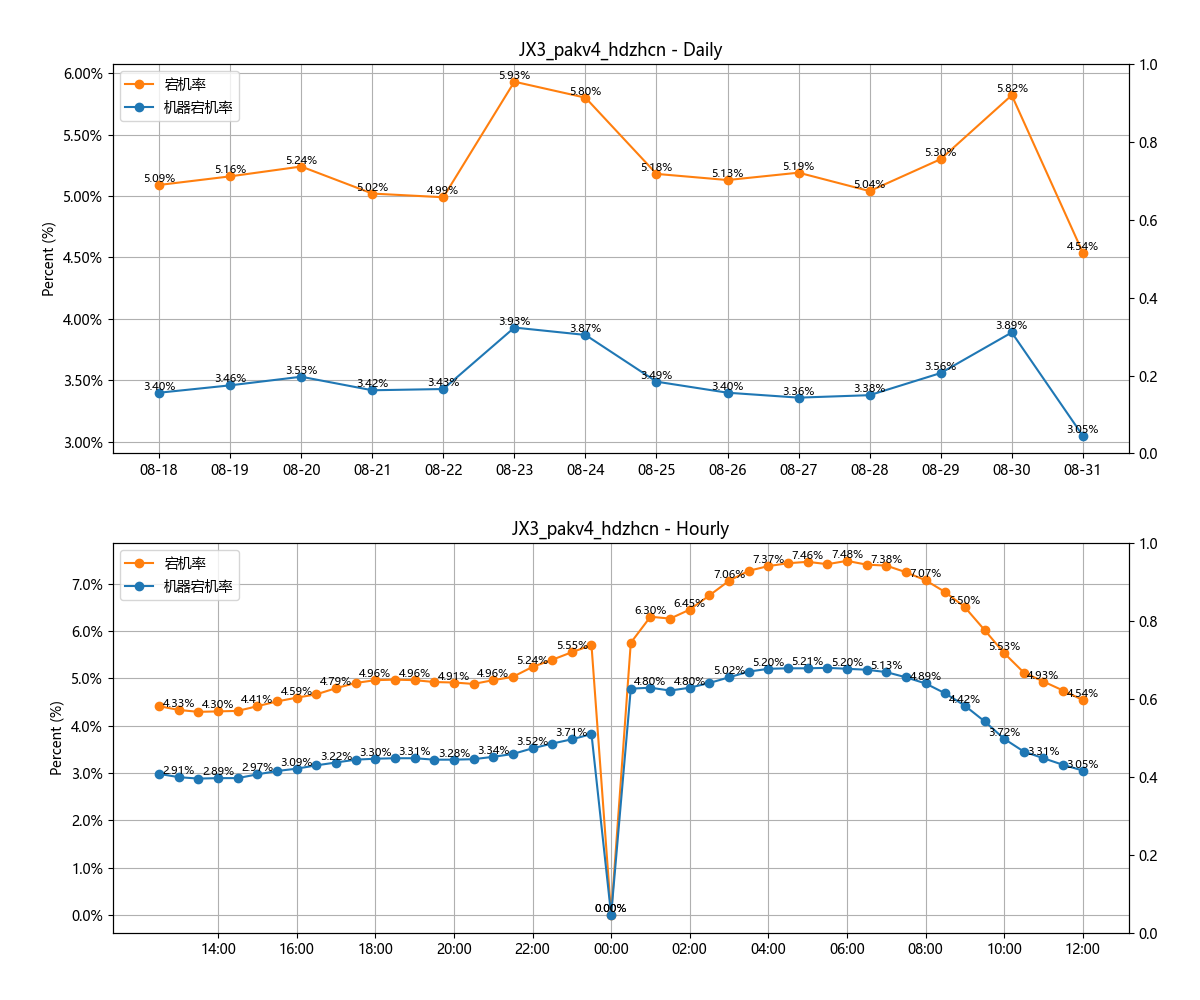 JX3_pakv4_hdzhcn - Daily
宕机率
机器宕机率
Percent (%)
6.00%
5.50%
5.00%
4.50%
4.00%
3.50%
3.00%
1.0
0.8
0.6
0.4
0.2
0.0
5.09% 5.16% 5.24% 5.02% 4.99% 5.93% 5.80% 5.18% 5.13% 5.19% 5.04% 5.30% 5.82% 4.54%
3.40% 3.46% 3.53% 3.42% 3.43% 3.93% 3.87% 3.49% 3.40% 3.36% 3.38% 3.56% 3.89% 3.05%
08-18 08-19 08-20 08-21 08-22 08-23 08-24 08-25 08-26 08-27 08-28 08-29 08-30 08-31
JX3_pakv4_hdzhcn - Hourly
宕机率
机器宕机率
Percent (%)
7.0%
6.0%
5.0%
4.0%
3.0%
2.0%
1.0%
0.0%
1.0
0.8
0.6
0.4
0.2
0.0
4.33% 4.30% 4.41% 4.59% 4.79% 4.96% 4.96% 4.91% 4.96% 5.24% 5.55% 0.00% 6.30% 6.45% 7.06% 7.37% 7.46% 7.48% 7.38% 7.07% 6.50% 5.53% 4.93% 4.54%
2.91% 2.89% 2.97% 3.09% 3.22% 3.30% 3.31% 3.28% 3.34% 3.52% 3.71% 0.00% 4.80% 4.80% 5.02% 5.20% 5.21% 5.20% 5.13% 4.89% 4.42% 3.72% 3.31% 3.05%
14:00 16:00 18:00 20:00 22:00 00:00 02:00 04:00 06:00 08:00 10:00 12:00